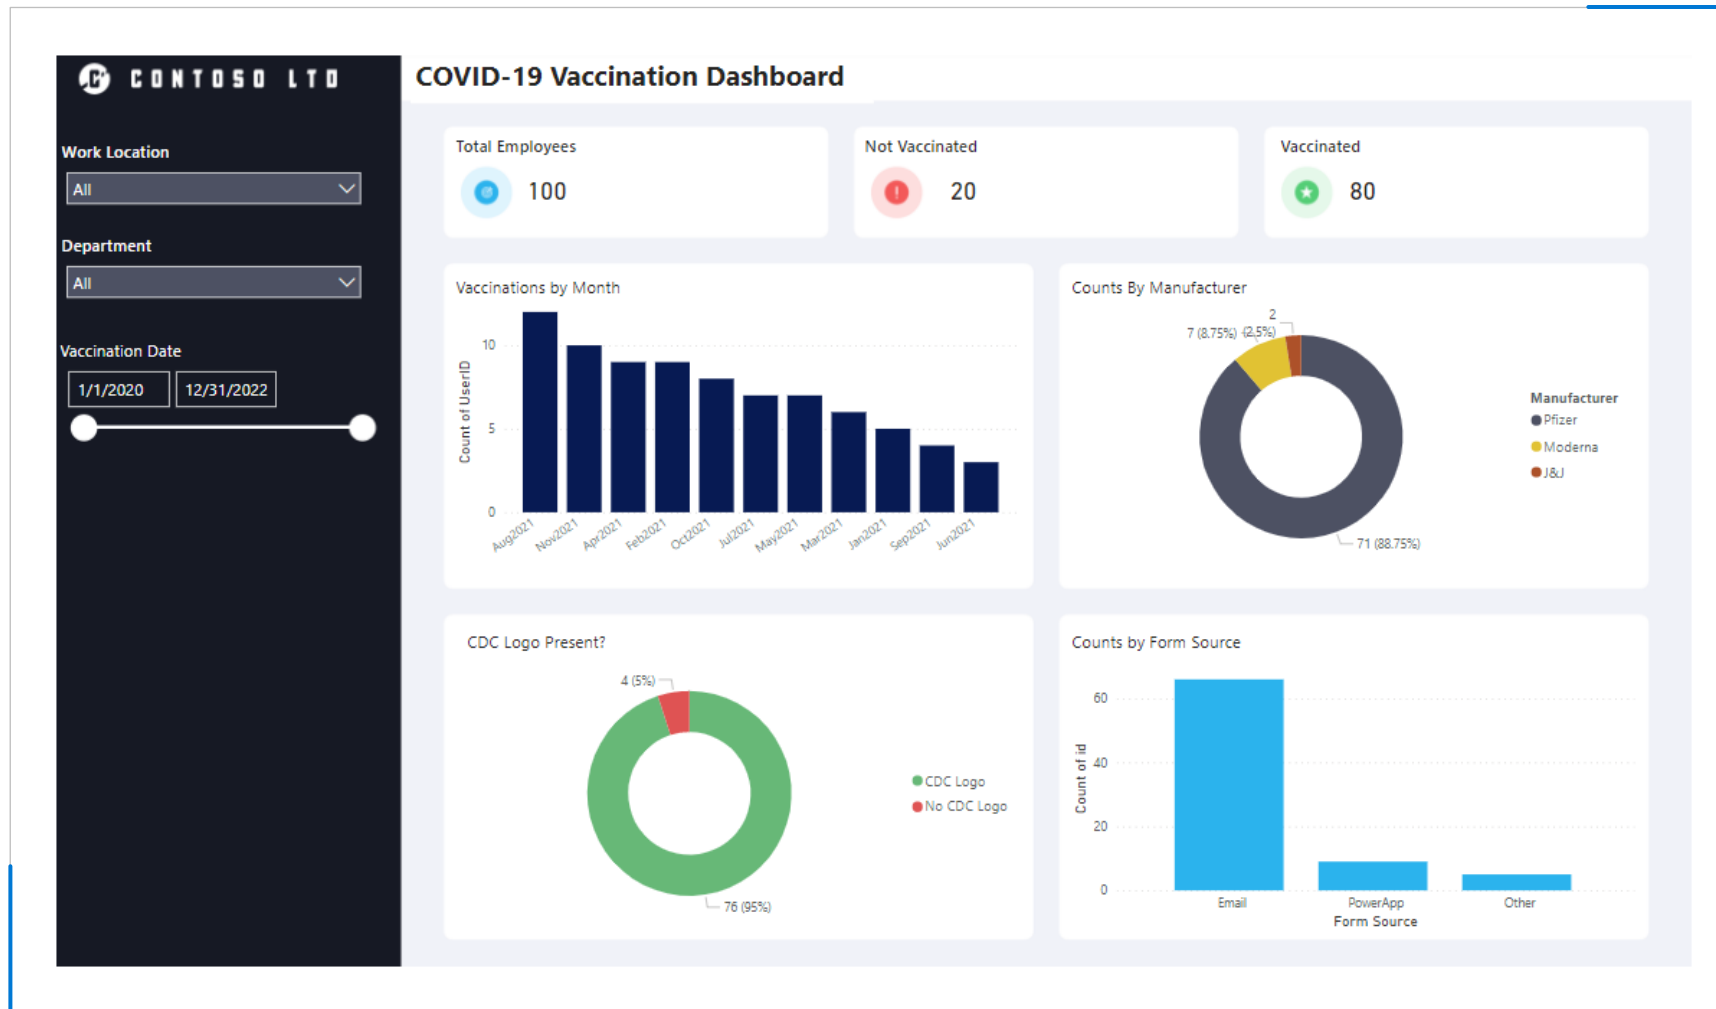 CONTOSO LTD
COVID-19 Vaccination Dashboard
Work Location
All
Department
All
Vaccination Date
1/1/2020
12/31/2022
Total Employees
100
Not Vaccinated
20
Vaccinated
80
Vaccinations by Month
Count of UserID
10
5
0
Aug2021
Nov2021
Apr2021
Feb2021
Oct2021
Jul2021
May2021
Mar2021
Jan2021
Sep2021
Jun2021
Counts By Manufacturer
2
(2.5%)
7 (8.75%)
71 (88.75%)
Manufacturer
Pfizer
Moderna
J&J
CDC Logo Present?
4 (5%)
76 (95%)
CDC Logo
No CDC Logo
Counts by Form Source
Count of id
60
40
20
0
Email
PowerApp
Other
Form Source